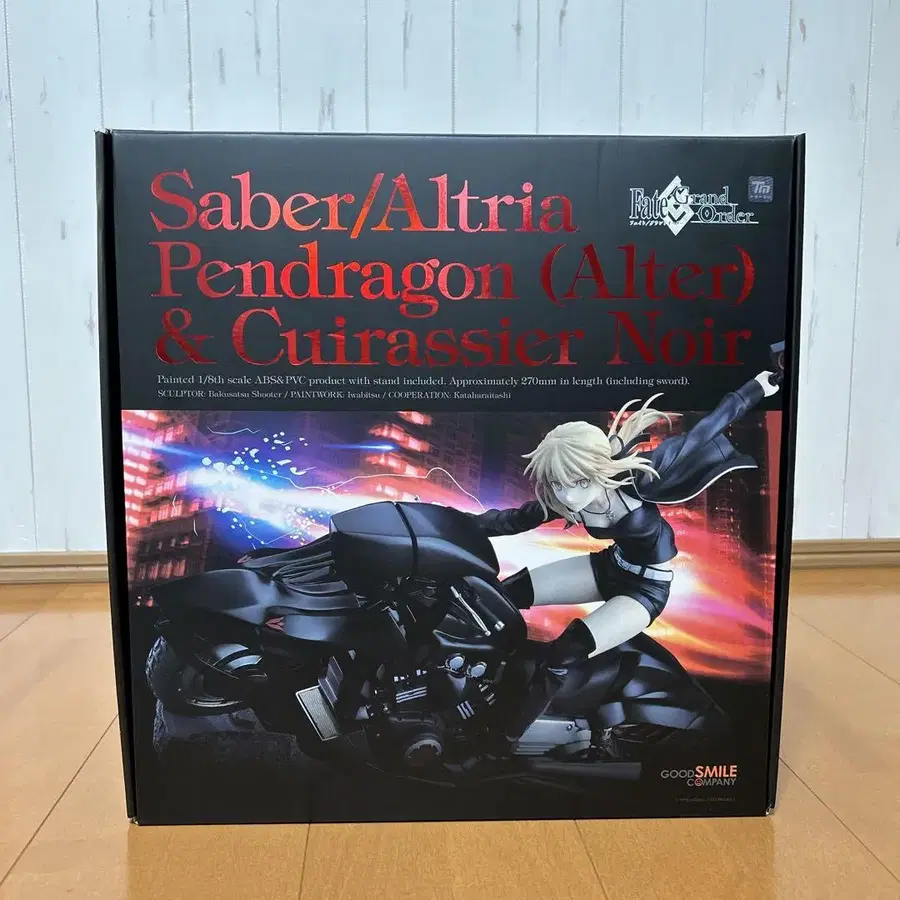 Saber/Altria
Pendragon (Alter)
& Cuirassier Noir
Fate Grand Order
Painted 1/8th scale ABS&PVC product with stand included. Approximately 270mm in length (including sword).
SCULPTOR: Bakusatsu Shooter / PAINTWORK: Iwabitsu / COOPERATION: Kataharaitashi
GOOD SMILE
COMPANY